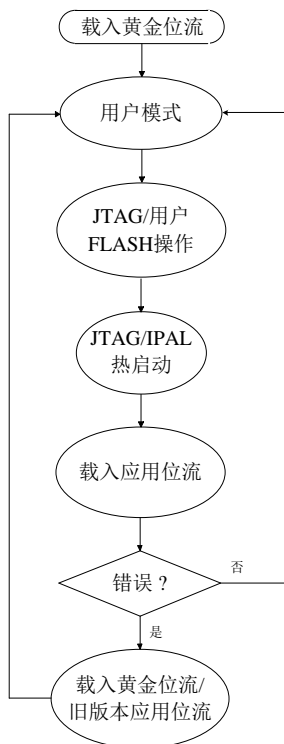 载入黄金位流
用户模式
JTAG/用户
FLASH操作
JTAG/IPAL
热启动
载入应用位流
错误？
否
是
载入黄金位流/
旧版本应用位流